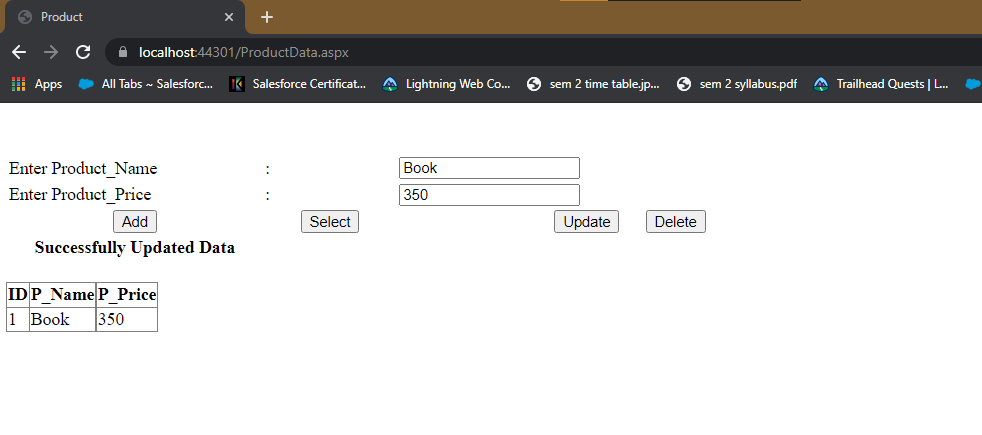 Product
localhost:44301/ProductData.aspx
Apps All Tabs ~ Salesforc... Salesforce Certificat... Lightning Web Co... sem 2 time table.jp... sem 2 syllabus.pdf Trailhead Quests | L...
Enter Product_Name : Book
Enter Product_Price : 350
Add Select Update Delete
Successfully Updated Data
ID P_Name P_Price
1 Book 350